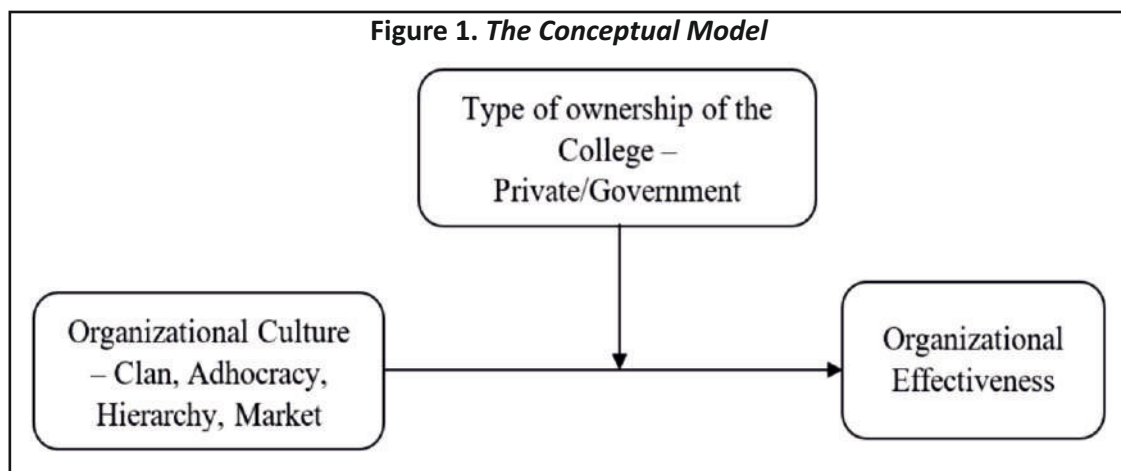 Figure 1. The Conceptual Model
Type of ownership of the
College –
Private/Government
Organizational Culture
– Clan, Adhocracy,
Hierarchy, Market
Organizational
Effectiveness